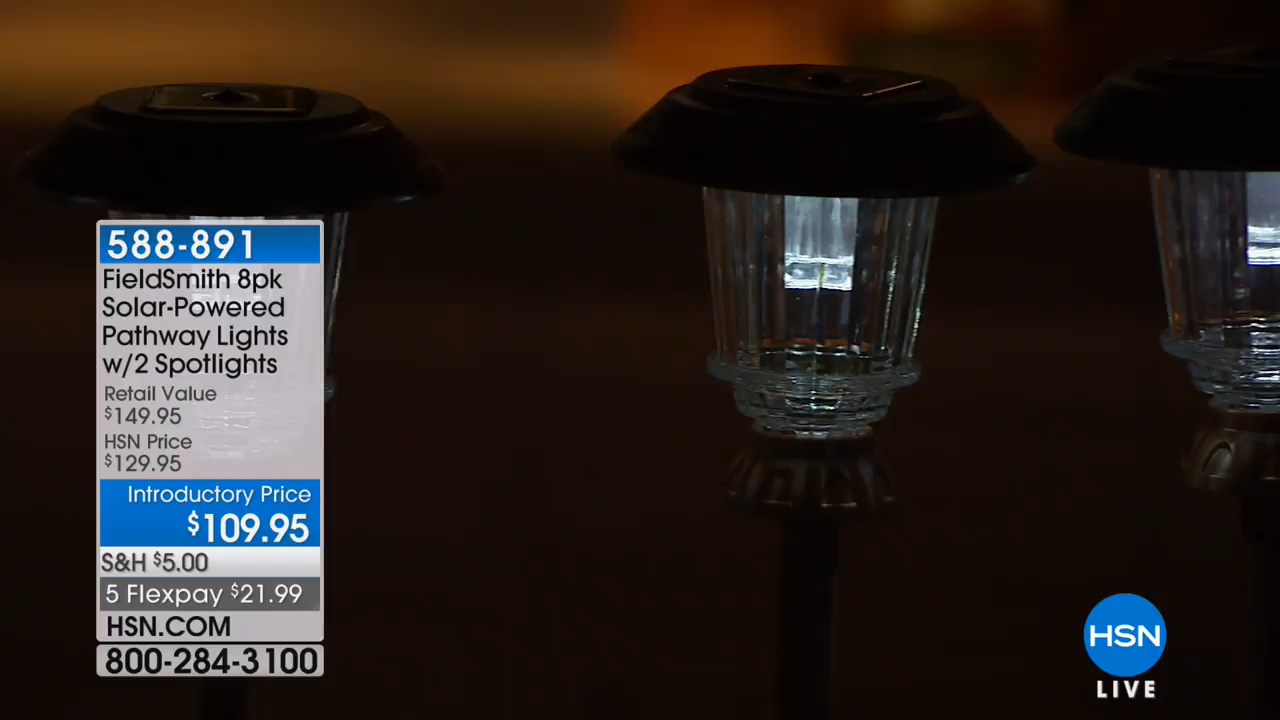 588-891
FieldSmith 8pk
Solar-Powered
Pathway Lights
w/2 Spotlights
Retail Value
$149.95
HSN Price
$129.95
Introductory Price
$109.95
S&H $5.00
5 Flexpay $21.99
HSN.COM
800-284-3100
HSN
LIVE